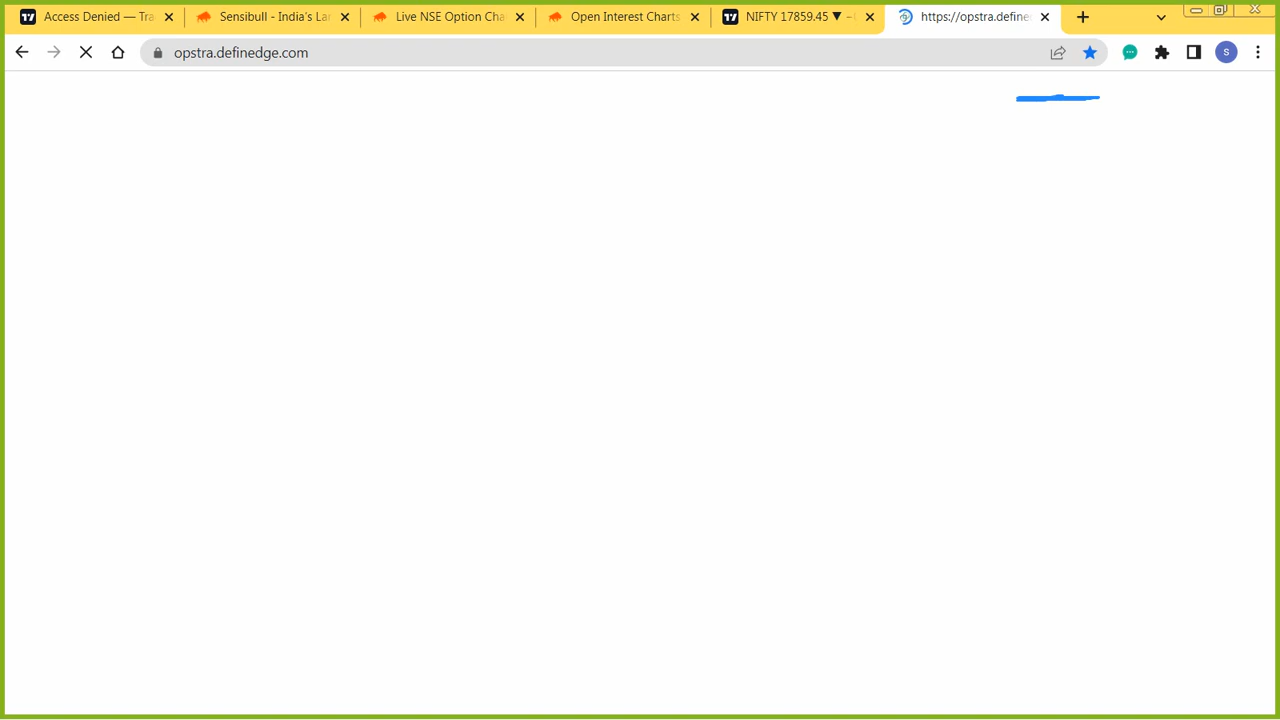 Access Denied — Tra
Sensibull - India's Lar
Live NSE Option Cha
Open Interest Charts
NIFTY 17859.45 ▼ −
https://opstra.define
opstra.definedge.com
S